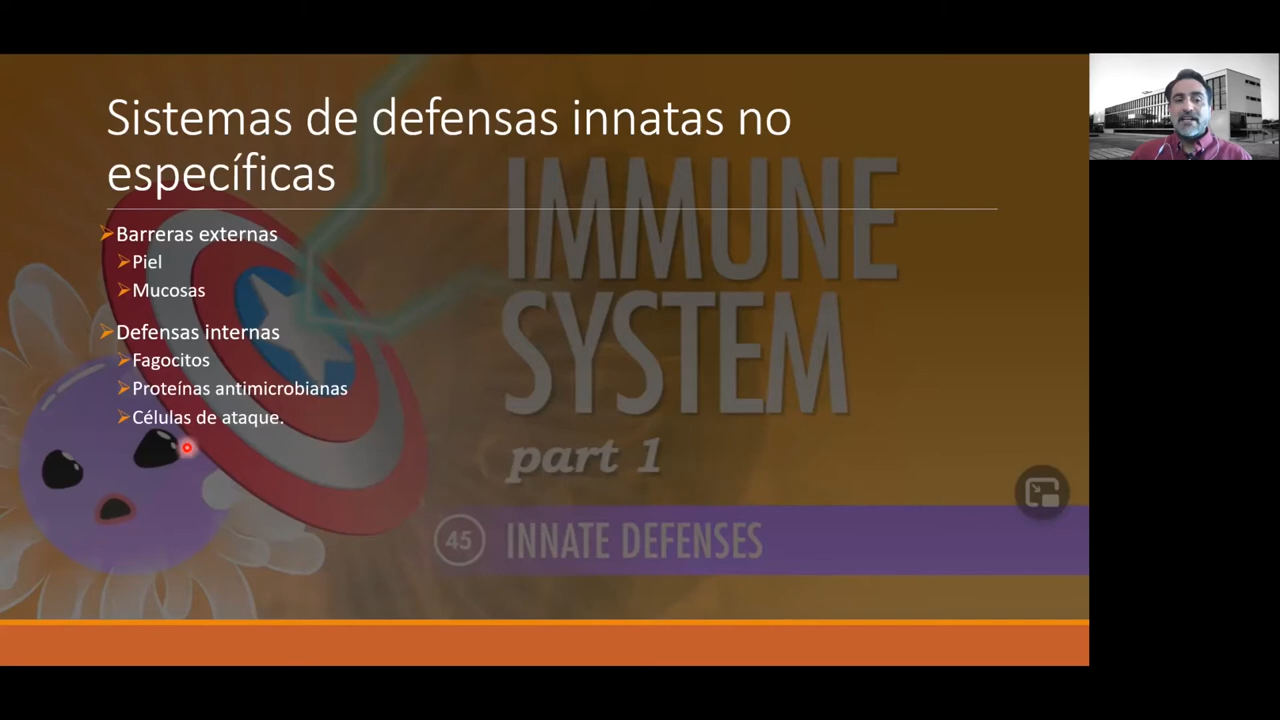 Sistemas de defensas innatas no
específicas
Barreras externas
Piel
Mucosas
Defensas internas
Fagocitos
Proteínas antimicrobianas
Células de ataque.
IMMUNE
SYSTEM
part 1
45 INNATE DEFENSES